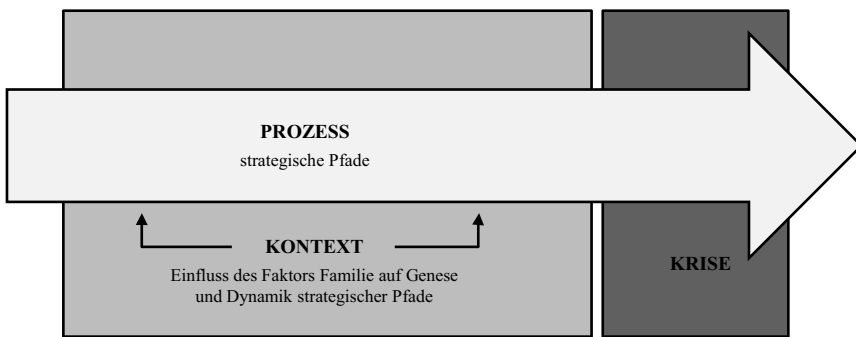 PROZESS
strategische Pfade
KONTEXT
Einfluss des Faktors Familie auf Genese
und Dynamik strategischer Pfade
KRISE